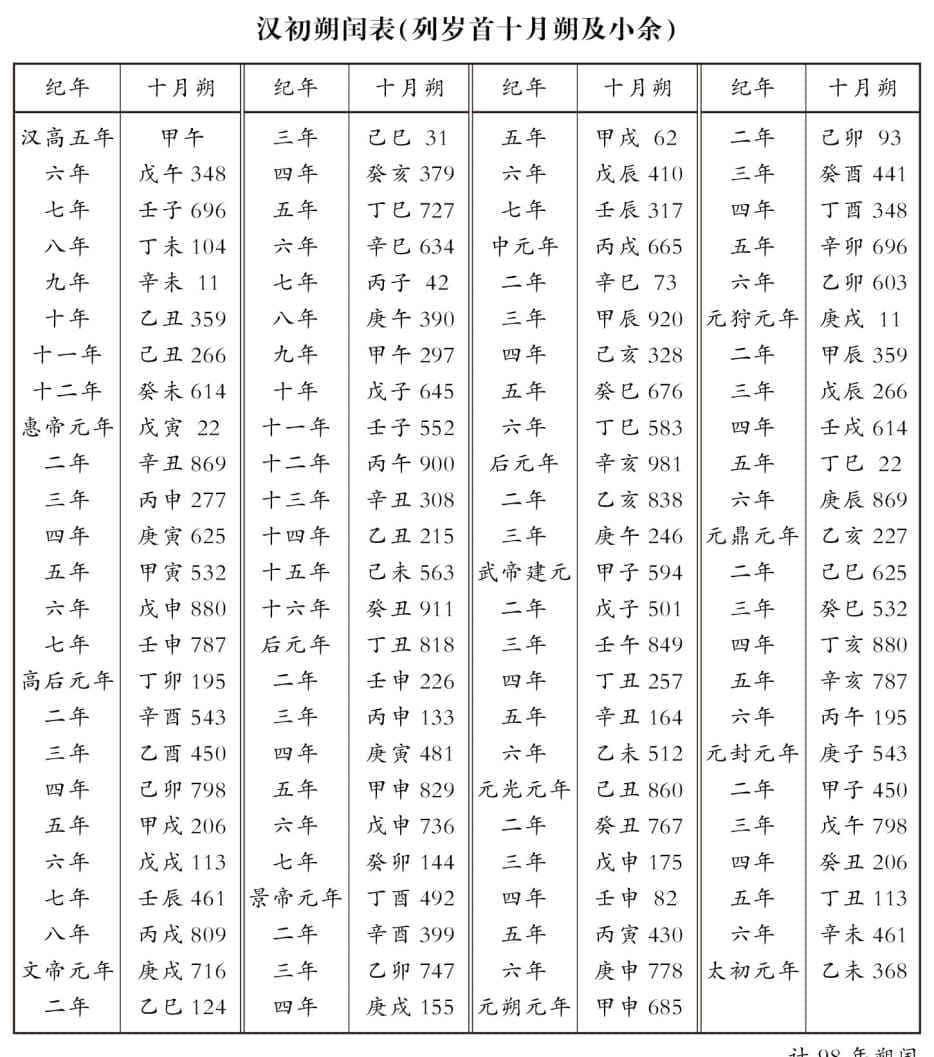 汉初朔闰表(列岁首十月朔及小余)
纪年 十月朔 纪年 十月朔 纪年 十月朔 纪年 十月朔
汉高五年 甲午 三年 己巳 31 五年 甲戌 62 二年 己卯 93
六年 戊午 348 四年 癸亥 379 六年 戊辰 410 三年 癸酉 441
七年 壬子 696 五年 丁巳 727 七年 壬辰 317 四年 丁酉 348
八年 丁未 104 六年 辛巳 634 中元年 丙戌 665 五年 辛卯 696
九年 辛未 11 七年 丙子 42 二年 辛巳 73 六年 乙卯 603
十年 乙丑 359 八年 庚午 390 三年 甲辰 920 元狩元年 庚戌 11
十一年 己丑 266 九年 甲午 297 四年 己亥 328 二年 甲辰 359
十二年 癸未 614 十年 戊子 645 五年 癸巳 676 三年 戊辰 266
惠帝元年 戊寅 22 十一年 壬子 552 六年 丁巳 583 四年 壬戌 614
二年 辛丑 869 十二年 丙午 900 后元年 辛亥 981 五年 丁巳 22
三年 丙申 277 十三年 辛丑 308 二年 乙亥 838 六年 庚辰 869
四年 庚寅 625 十四年 乙丑 215 三年 庚午 246 元鼎元年 乙亥 227
五年 甲寅 532 十五年 己未 563 武帝建元 甲子 594 二年 己巳 625
六年 戊申 880 十六年 癸丑 911 二年 戊子 501 三年 癸巳 532
七年 壬申 787 后元年 丁丑 818 三年 壬午 849 四年 丁亥 880
高后元年 丁卯 195 二年 壬申 226 四年 丁丑 257 五年 辛亥 787
二年 辛酉 543 三年 丙申 133 五年 辛丑 164 六年 丙午 195
三年 乙酉 450 四年 庚寅 481 六年 乙未 512 元封元年 庚子 543
四年 己卯 798 五年 甲申 829 元光元年 己丑 860 二年 甲子 450
五年 甲戌 206 六年 戊申 736 二年 癸丑 767 三年 戊午 798
六年 戊戌 113 七年 癸卯 144 三年 戊申 175 四年 癸丑 206
七年 壬辰 461 景帝元年 丁酉 492 四年 壬申 82 五年 丁丑 113
八年 丙戌 809 二年 辛酉 399 五年 丙寅 430 六年 辛未 461
文帝元年 庚戌 716 三年 乙卯 747 六年 庚申 778 太初元年 乙未 368
二年 乙巳 124 四年 庚戌 155 元朔元年 甲申 685
计 98 年朔闰